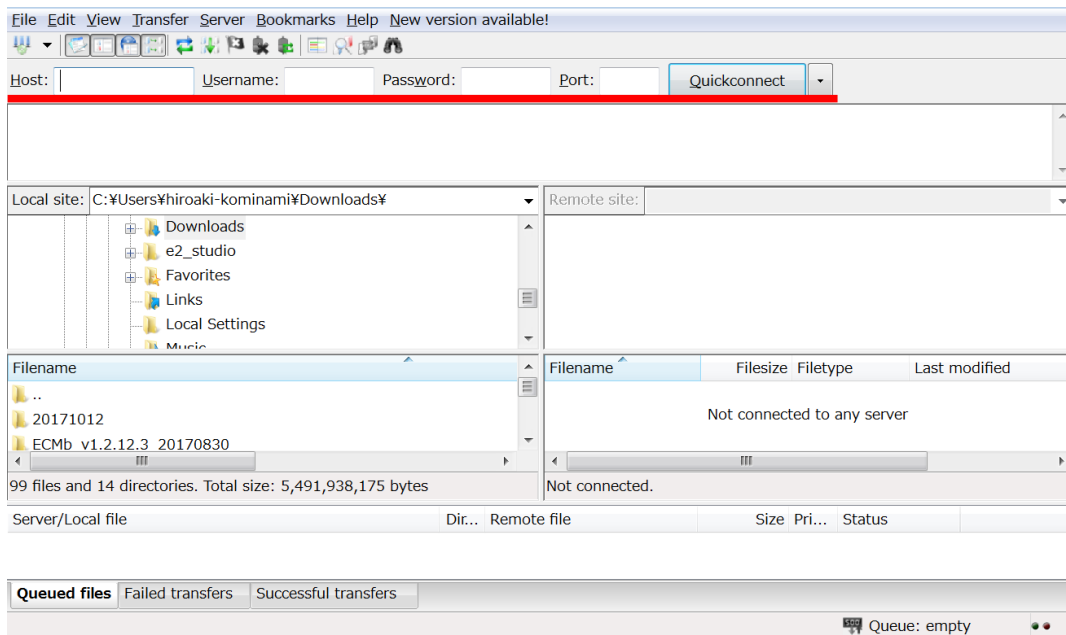 File Edit View Transfer Server Bookmarks Help New version available!
Host: Username: Password: Port: Quickconnect
Local site: C:¥Users¥hiroaki-kominami¥Downloads¥ Remote site:
Downloads
e2_studio
Favorites
Links
Local Settings
Music
Filename Filename Filesize Filetype Last modified
..
20171012 Not connected to any server
ECMb_v1.2.12.3_20170830
99 files and 14 directories. Total size: 5,491,938,175 bytes Not connected.
Server/Local file Dir... Remote file Size Pri... Status
Queued files Failed transfers Successful transfers
Queue: empty